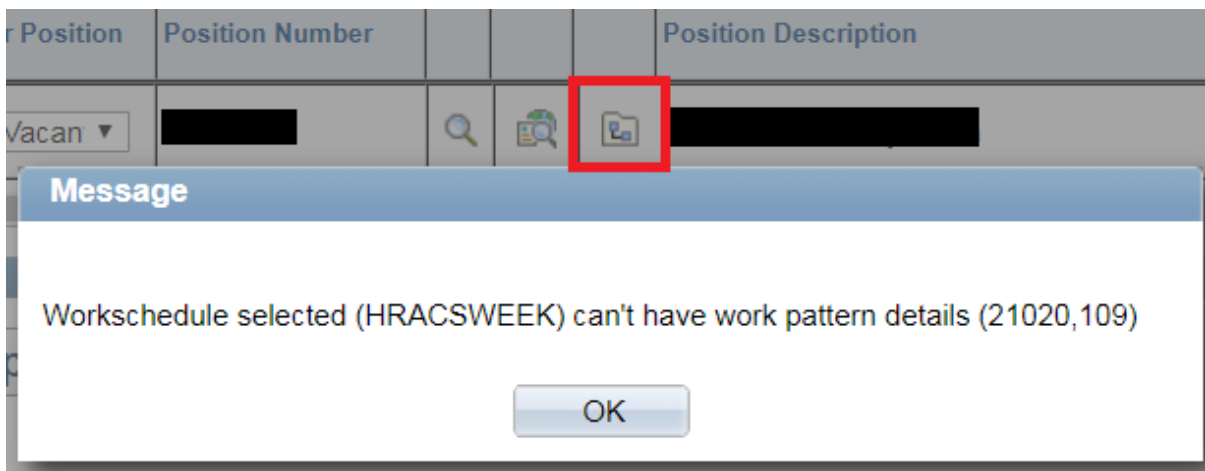 r Position Position Number Position Description
Vacan
Message
Workschedule selected (HRACSWEEK) can't have work pattern details (21020,109)
OK